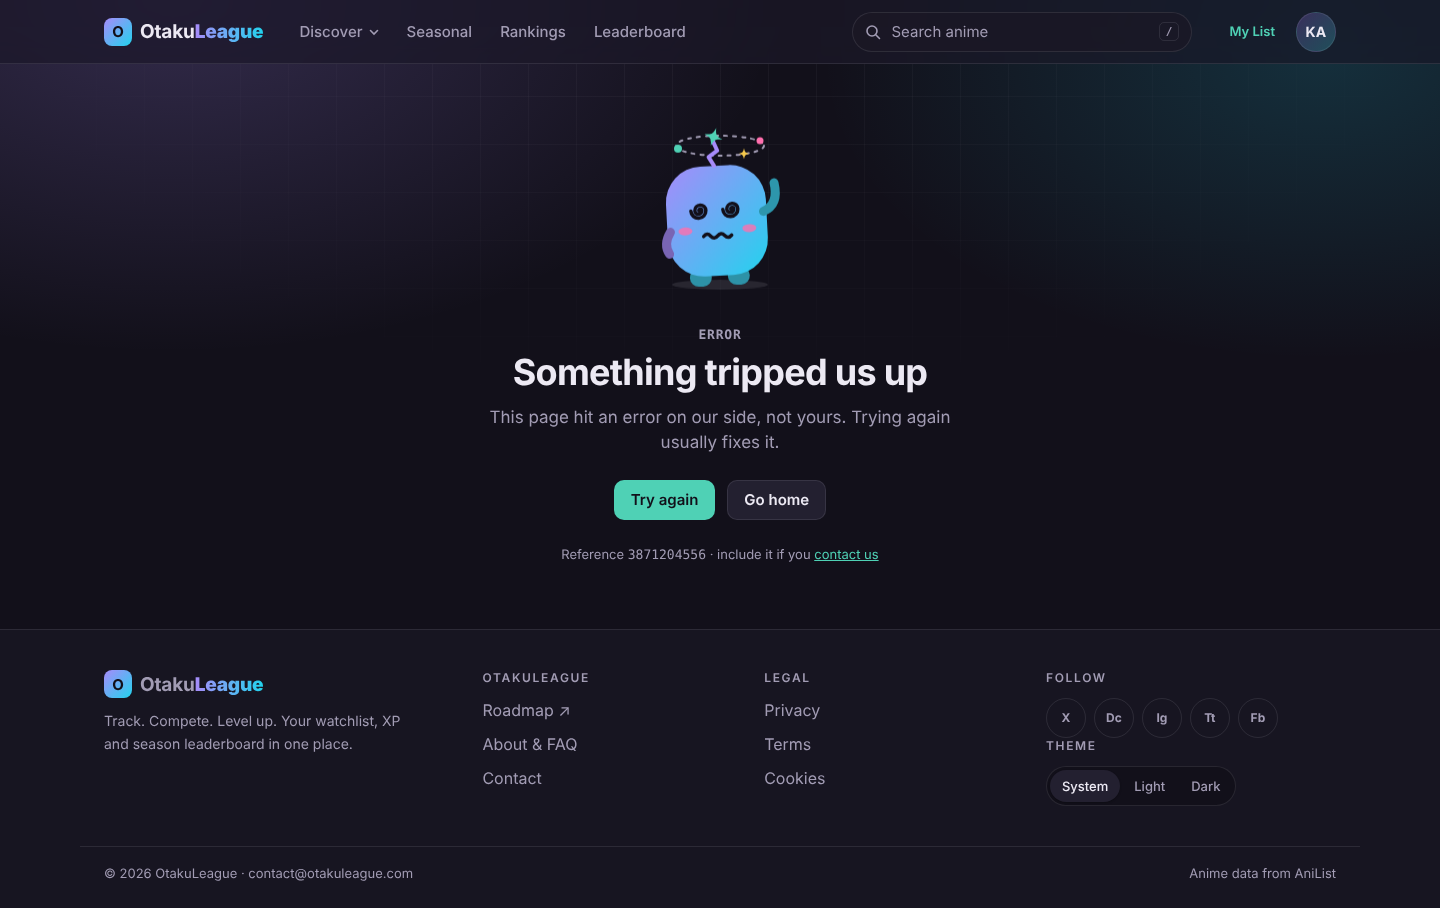 O OtakuLeague
Discover
Seasonal
Rankings
Leaderboard
Search anime
/
My List
KA
ERROR
Something tripped us up
This page hit an error on our side, not yours. Trying again
usually fixes it.
Try again
Go home
Reference 3871204556 · include it if you contact us
O OtakuLeague
Track. Compete. Level up. Your watchlist, XP
and season leaderboard in one place.
OTAKULEAGUE
Roadmap ↗
About & FAQ
Contact
LEGAL
Privacy
Terms
Cookies
FOLLOW
X Dc Ig Tt Fb
THEME
System Light Dark
© 2026 OtakuLeague · contact@otakuleague.com
Anime data from AniList